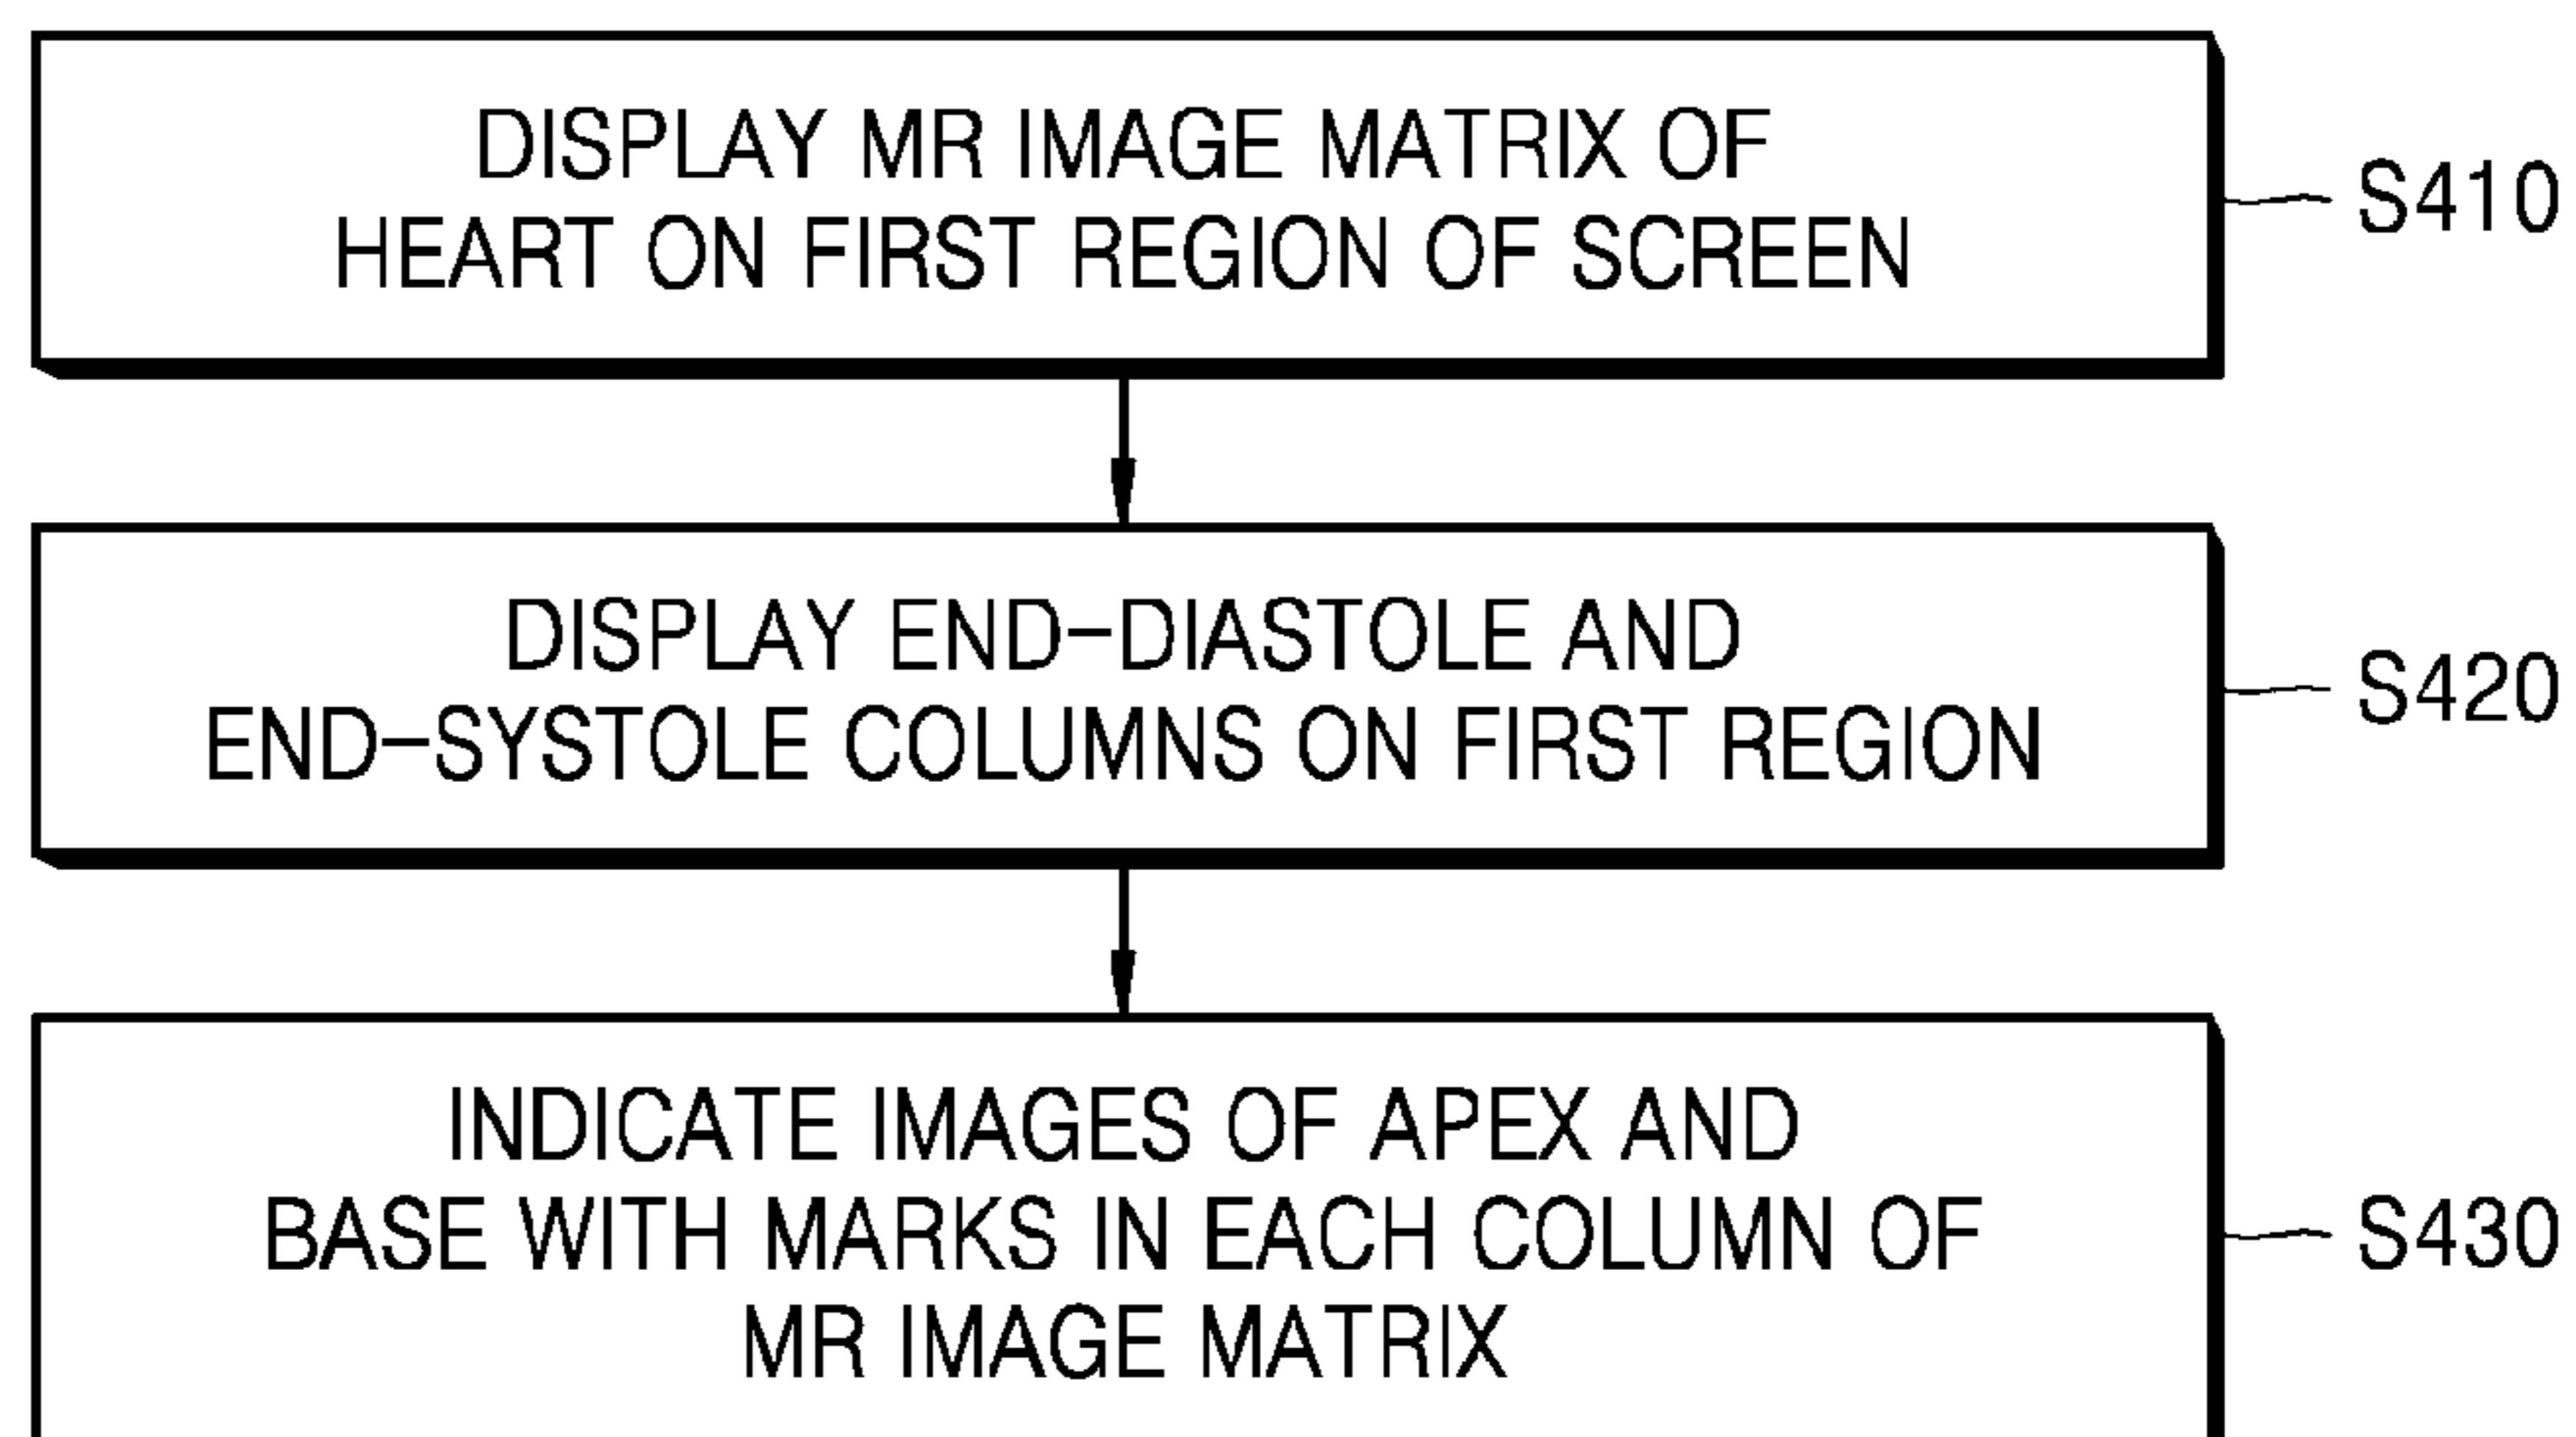 DISPLAY MR IMAGE MATRIX OF
HEART ON FIRST REGION OF SCREEN
S410
DISPLAY END-DIASTOLE AND
END-SYSTOLE COLUMNS ON FIRST REGION
S420
INDICATE IMAGES OF APEX AND
BASE WITH MARKS IN EACH COLUMN OF
MR IMAGE MATRIX
S430